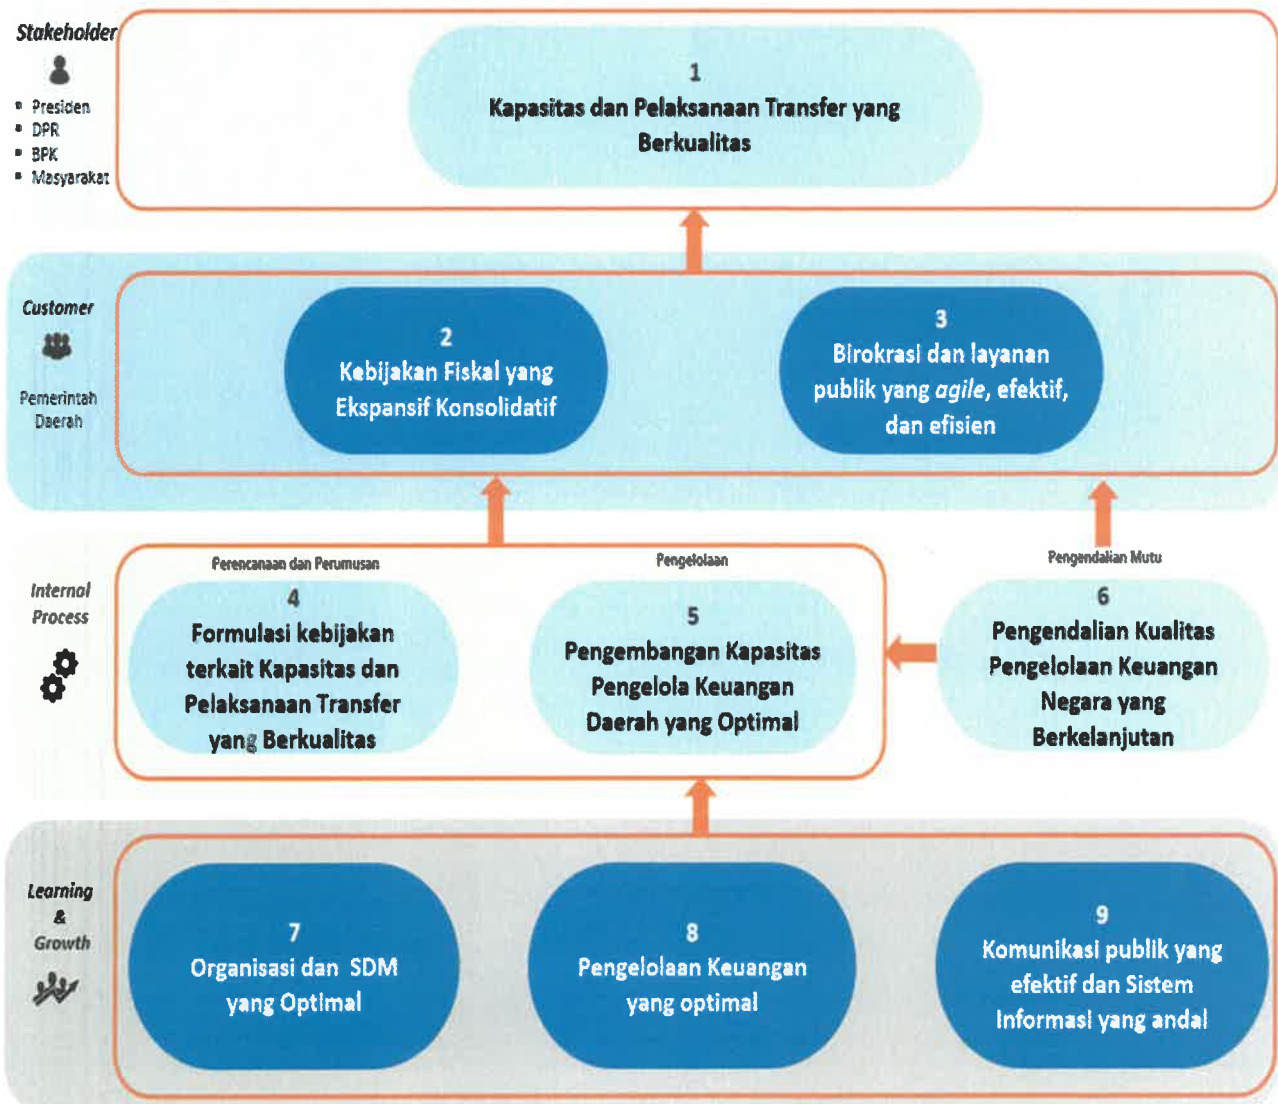 Stakeholder
▪ Presiden
▪ DPR
▪ BPK
▪ Masyarakat
1
Kapasitas dan Pelaksanaan Transfer yang
Berkualitas
Customer
Pemerintah
Daerah
2
Kebijakan Fiskal yang
Ekspansif Konsolidatif
3
Birokrasi dan layanan
publik yang agile, efektif,
dan efisien
Internal
Process
Perencanaan dan Perumusan
4
Formulasi kebijakan
terkait Kapasitas dan
Pelaksanaan Transfer
yang Berkualitas
Pengelolaan
5
Pengembangan Kapasitas
Pengelola Keuangan
Daerah yang Optimal
Pengendalian Mutu
6
Pengendalian Kualitas
Pengelolaan Keuangan
Negara yang
Berkelanjutan
Learning
&
Growth
7
Organisasi dan SDM
yang Optimal
8
Pengelolaan Keuangan
yang optimal
9
Komunikasi publik yang
efektif dan Sistem
Informasi yang andal